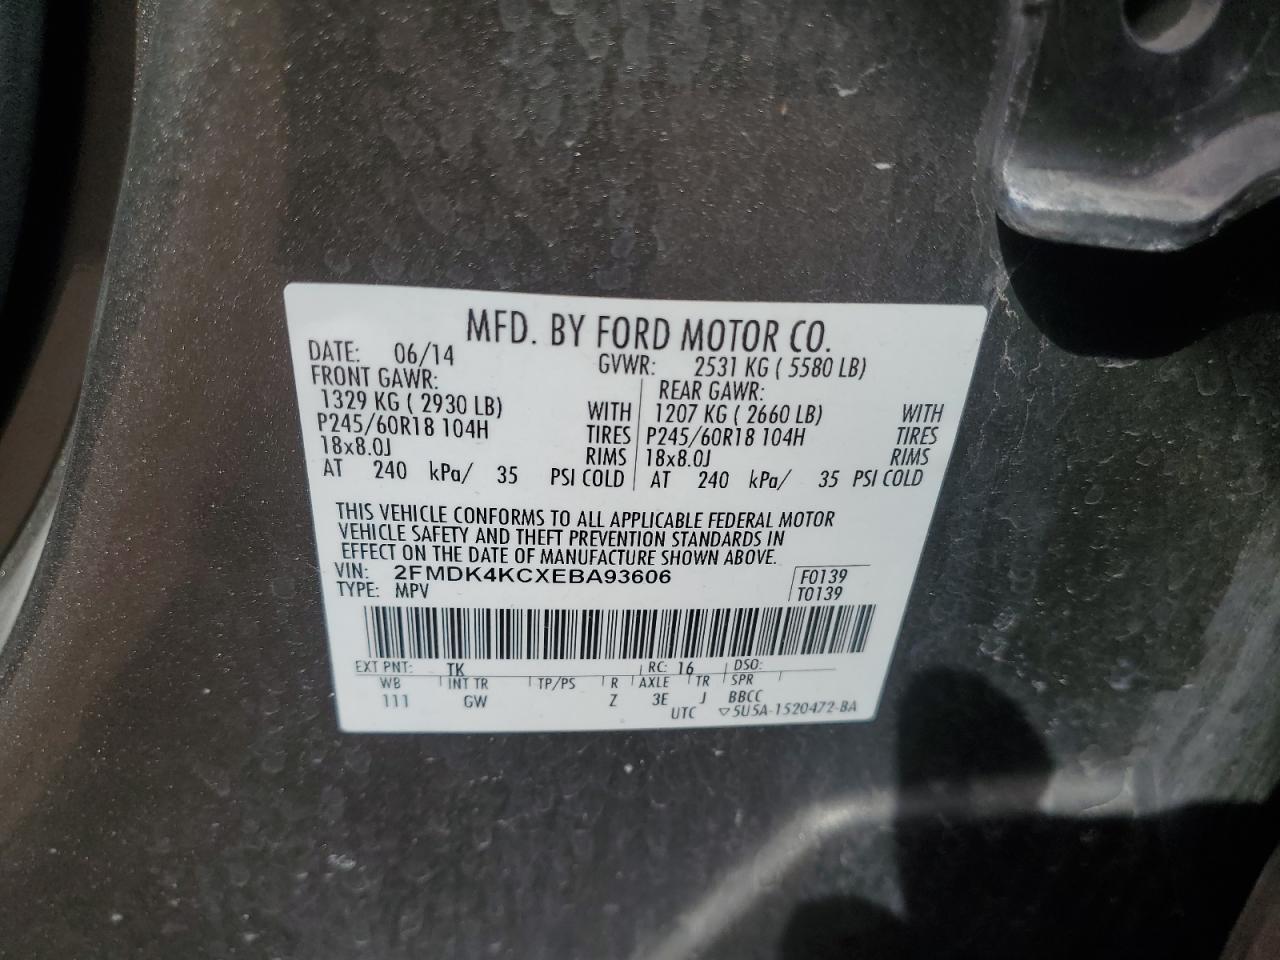 MFD. BY FORD MOTOR CO.
DATE: 06/14 GVWR: 2531 KG ( 5580 LB)
FRONT GAWR: REAR GAWR:
1329 KG ( 2930 LB) WITH 1207 KG ( 2660 LB) WITH
P245/60R18 104H TIRES P245/60R18 104H TIRES
18x8.0J RIMS 18x8.0J RIMS
AT 240 kPa/ 35 PSI COLD AT 240 kPa/ 35 PSI COLD
THIS VEHICLE CONFORMS TO ALL APPLICABLE FEDERAL MOTOR
VEHICLE SAFETY AND THEFT PREVENTION STANDARDS IN
EFFECT ON THE DATE OF MANUFACTURE SHOWN ABOVE.
VIN: 2FMDK4KCXEBA93606 F0139
TYPE: MPV T0139
EXT PNT: TK RC: 16 DSO:
WB INT TR TP/PS R AXLE TR SPR
111 GW Z 3E J BBCC
UTC ▽5U5A-1520472-BA